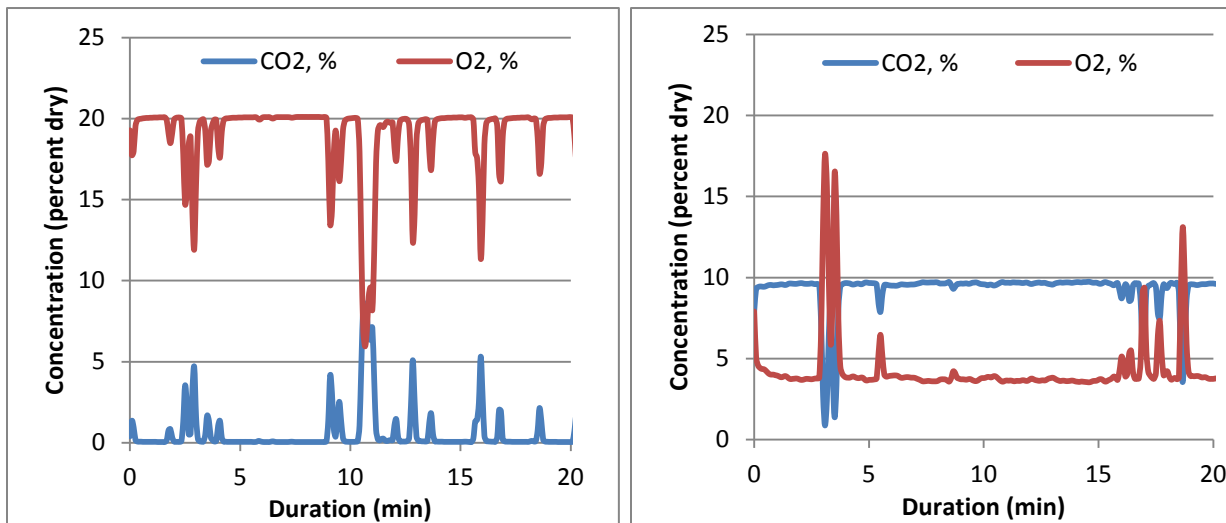 CO2, % O2, %
Concentration (percent dry)
25
20
15
10
5
0
0 5 10 15 20
Duration (min)
CO2, % O2, %
Concentration (percent dry)
25
20
15
10
5
0
0 5 10 15 20
Duration (min)